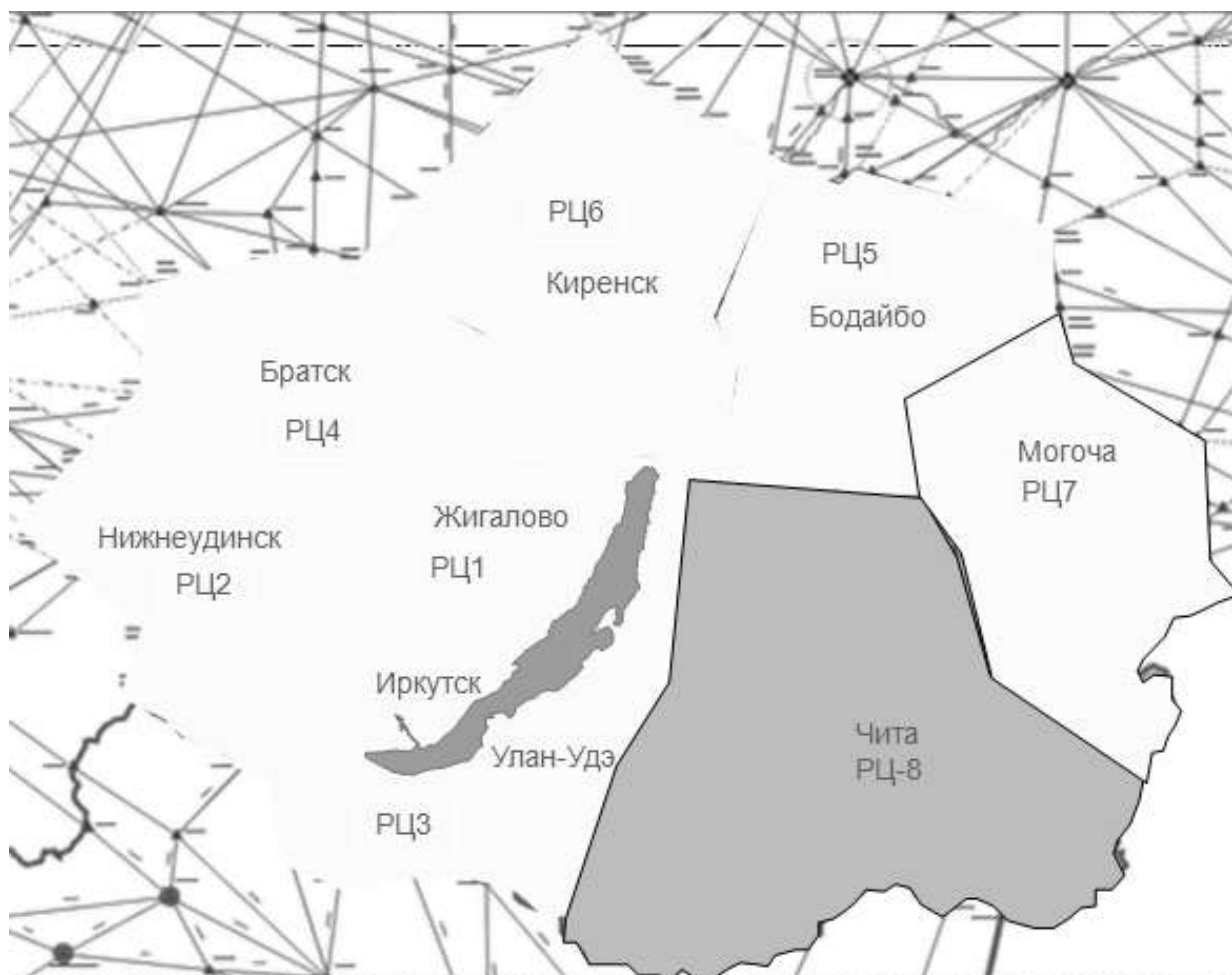 РЦ6
Киренск
РЦ5
Бодайбо
Братск
РЦ4
Могоча
РЦ7
Жигалово
РЦ1
Нижнеудинск
РЦ2
Иркутск
Улан-Удэ
РЦ3
Чита
РЦ-8